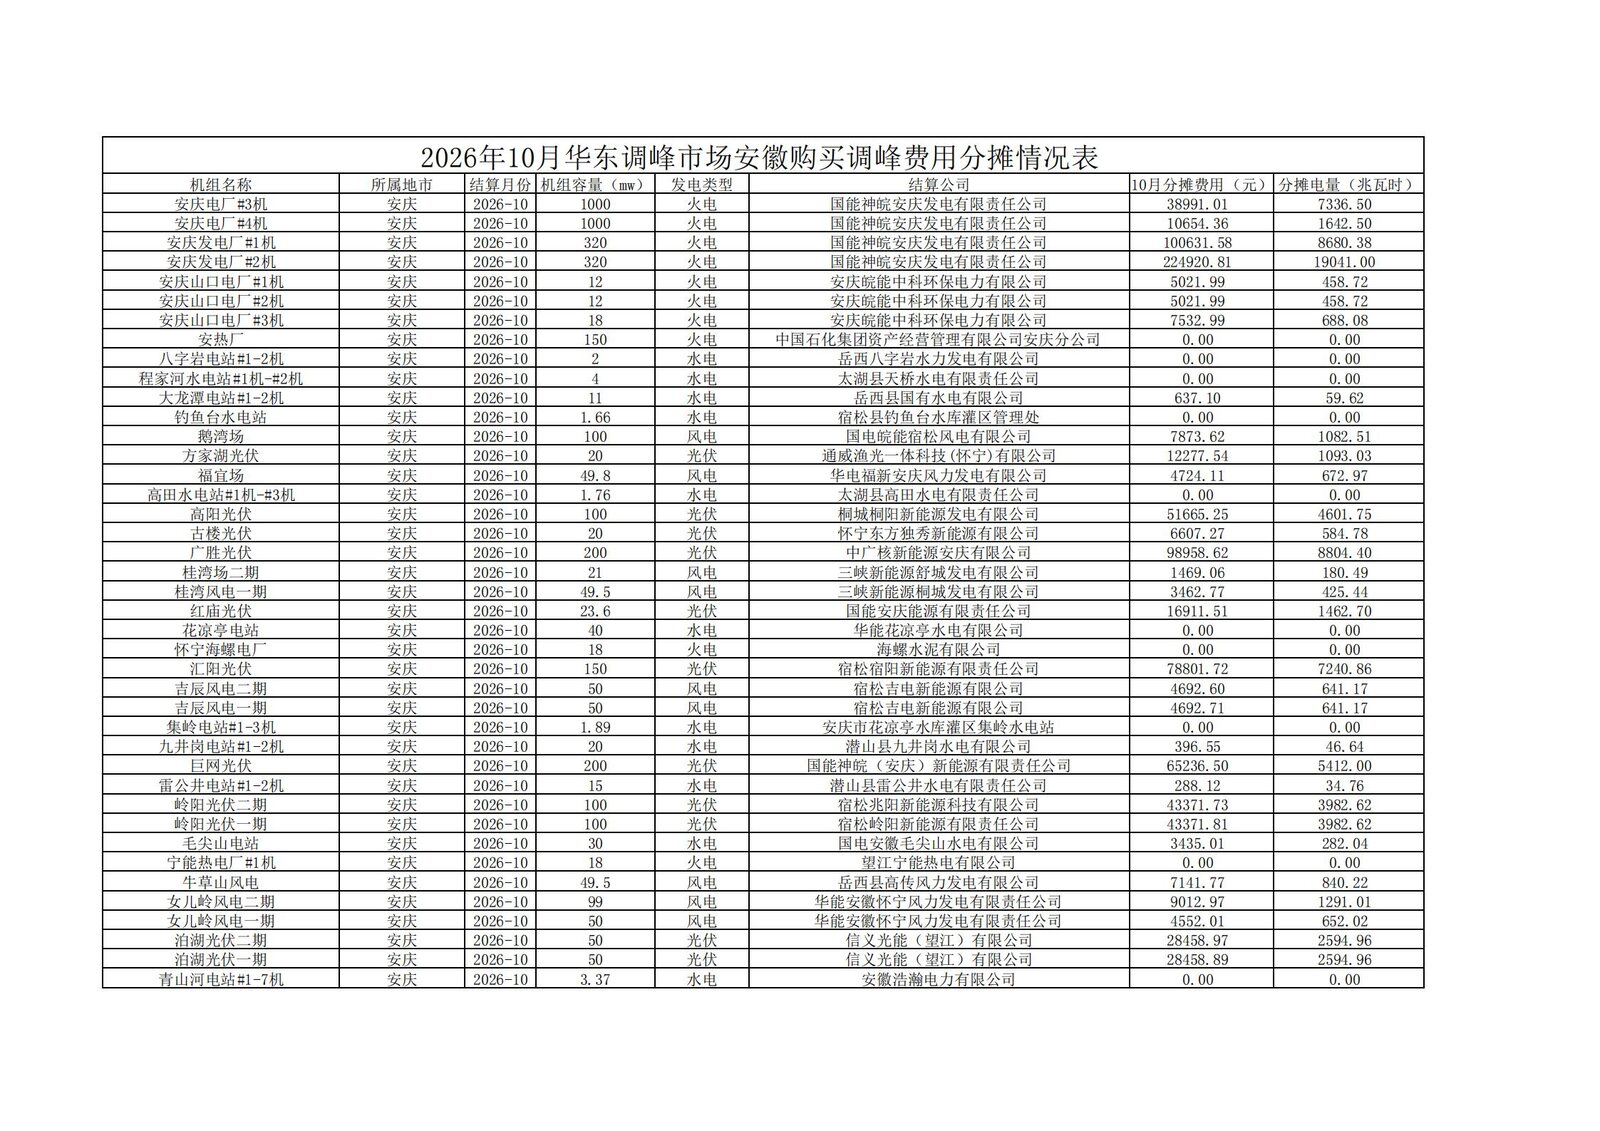 2026年10月华东调峰市场安徽购买调峰费用分摊情况表
机组名称 所属地市 结算月份 机组容量（mw） 发电类型 结算公司 10月分摊费用（元） 分摊电量（兆瓦时）
安庆电厂#3机 安庆 2026-10 1000 火电 国能神皖安庆发电有限责任公司 38991.01 7336.50
安庆电厂#4机 安庆 2026-10 1000 火电 国能神皖安庆发电有限责任公司 10654.36 1642.50
安庆发电厂#1机 安庆 2026-10 320 火电 国能神皖安庆发电有限责任公司 100631.58 8680.38
安庆发电厂#2机 安庆 2026-10 320 火电 国能神皖安庆发电有限责任公司 224920.81 19041.00
安庆山口电厂#1机 安庆 2026-10 12 火电 安庆皖能中科环保电力有限公司 5021.99 458.72
安庆山口电厂#2机 安庆 2026-10 12 火电 安庆皖能中科环保电力有限公司 5021.99 458.72
安庆山口电厂#3机 安庆 2026-10 18 火电 安庆皖能中科环保电力有限公司 7532.99 688.08
安热厂 安庆 2026-10 150 火电 中国石化集团资产经营管理有限公司安庆分公司 0.00 0.00
八字岩电站#1-2机 安庆 2026-10 2 水电 岳西八字岩水力发电有限公司 0.00 0.00
程家河水电站#1机-#2机 安庆 2026-10 4 水电 太湖县天桥水电有限责任公司 0.00 0.00
大龙潭电站#1-2机 安庆 2026-10 11 水电 岳西县国有水电有限公司 637.10 59.62
钓鱼台水电站 安庆 2026-10 1.66 水电 宿松县钓鱼台水库灌区管理处 0.00 0.00
鹅湾场 安庆 2026-10 100 风电 国电皖能宿松风电有限公司 7873.62 1082.51
方家湖光伏 安庆 2026-10 20 光伏 通威渔光一体科技(怀宁)有限公司 12277.54 1093.03
福宜场 安庆 2026-10 49.8 风电 华电福新安庆风力发电有限公司 4724.11 672.97
高田水电站#1机-#3机 安庆 2026-10 1.76 水电 太湖县高田水电有限责任公司 0.00 0.00
高阳光伏 安庆 2026-10 100 光伏 桐城桐阳新能源发电有限公司 51665.25 4601.75
古楼光伏 安庆 2026-10 20 光伏 怀宁东方独秀新能源有限公司 6607.27 584.78
广胜光伏 安庆 2026-10 200 光伏 中广核新能源安庆有限公司 98958.62 8804.40
桂湾场二期 安庆 2026-10 21 风电 三峡新能源舒城发电有限公司 1469.06 180.49
桂湾风电一期 安庆 2026-10 49.5 风电 三峡新能源桐城发电有限公司 3462.77 425.44
红庙光伏 安庆 2026-10 23.6 光伏 国能安庆能源有限责任公司 16911.51 1462.70
花凉亭电站 安庆 2026-10 40 水电 华能花凉亭水电有限公司 0.00 0.00
怀宁海螺电厂 安庆 2026-10 18 火电 海螺水泥有限公司 0.00 0.00
汇阳光伏 安庆 2026-10 150 光伏 宿松宿阳新能源有限责任公司 78801.72 7240.86
吉辰风电二期 安庆 2026-10 50 风电 宿松吉电新能源有限公司 4692.60 641.17
吉辰风电一期 安庆 2026-10 50 风电 宿松吉电新能源有限公司 4692.71 641.17
集岭电站#1-3机 安庆 2026-10 1.89 水电 安庆市花凉亭水库灌区集岭水电站 0.00 0.00
九井岗电站#1-2机 安庆 2026-10 20 水电 潜山县九井岗水电有限公司 396.55 46.64
巨网光伏 安庆 2026-10 200 光伏 国能神皖（安庆）新能源有限责任公司 65236.50 5412.00
雷公井电站#1-2机 安庆 2026-10 15 水电 潜山县雷公井水电有限责任公司 288.12 34.76
岭阳光伏二期 安庆 2026-10 100 光伏 宿松兆阳新能源科技有限公司 43371.73 3982.62
岭阳光伏一期 安庆 2026-10 100 光伏 宿松岭阳新能源有限责任公司 43371.81 3982.62
毛尖山电站 安庆 2026-10 30 水电 国电安徽毛尖山水电有限公司 3435.01 282.04
宁能热电厂#1机 安庆 2026-10 18 火电 望江宁能热电有限公司 0.00 0.00
牛草山风电 安庆 2026-10 49.5 风电 岳西县高传风力发电有限公司 7141.77 840.22
女儿岭风电二期 安庆 2026-10 99 风电 华能安徽怀宁风力发电有限责任公司 9012.97 1291.01
女儿岭风电一期 安庆 2026-10 50 风电 华能安徽怀宁风力发电有限责任公司 4552.01 652.02
泊湖光伏二期 安庆 2026-10 50 光伏 信义光能（望江）有限公司 28458.97 2594.96
泊湖光伏一期 安庆 2026-10 50 光伏 信义光能（望江）有限公司 28458.89 2594.96
青山河电站#1-7机 安庆 2026-10 3.37 水电 安徽浩瀚电力有限公司 0.00 0.00